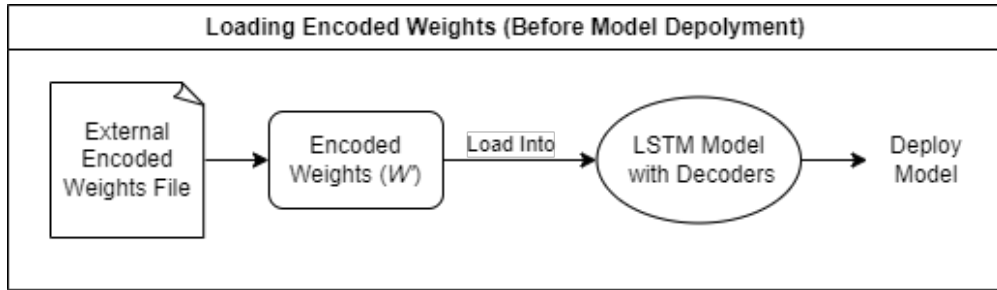 Loading Encoded Weights (Before Model Depolyment)
External
Encoded
Weights File
Encoded
Weights (W')
Load Into
LSTM Model
with Decoders
Deploy
Model